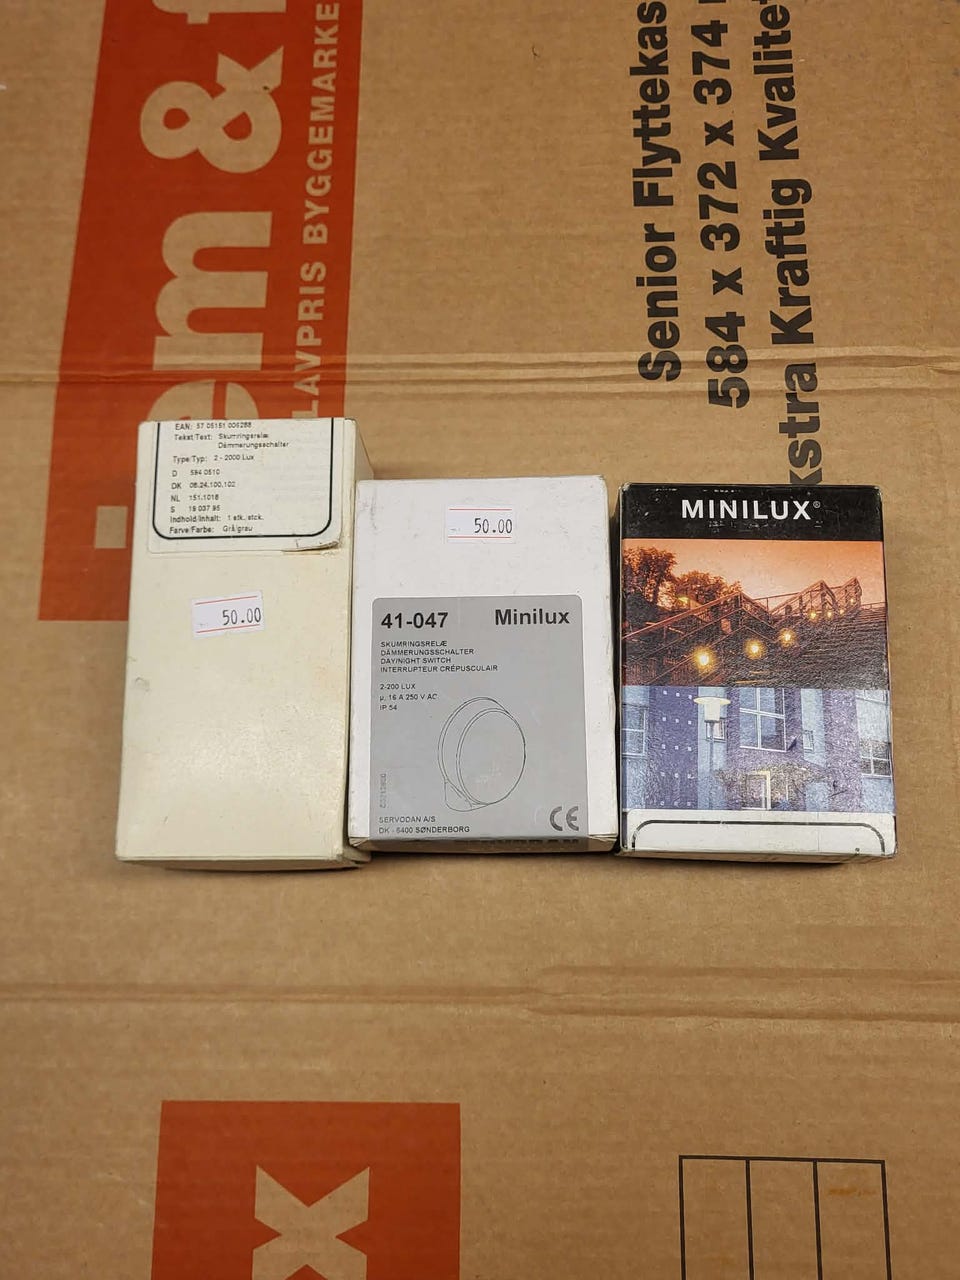 em & f
LAVPRIS BYGGEMARKE
Senior Flyttekas
584 x 372 x 374
kstra Kraftig Kvalitet
EAN: 57 05151 006288
Tekst/Text: Skumringsrelæ
Dämmerungsschalter
Type/Typ: 2 - 2000 Lux
D 594 0510
DK 08.24.100.102
NL 151.1018
S 18 037 95
Indhold/Inhalt: 1 stk./stck.
Farve/Farbe: Grå/grau
50.00
50.00
41-047 Minilux
SKUMRINGSRELÆ
DÄMMERUNGSSCHALTER
DAY/NIGHT SWITCH
INTERRUPTEUR CRÉPUSCULAIR
2-200 LUX
µ, 16 A 250 V AC
IP 54
SERVODAN A/S
DK - 6400 SØNDERBORG
CE
MINILUX®
x